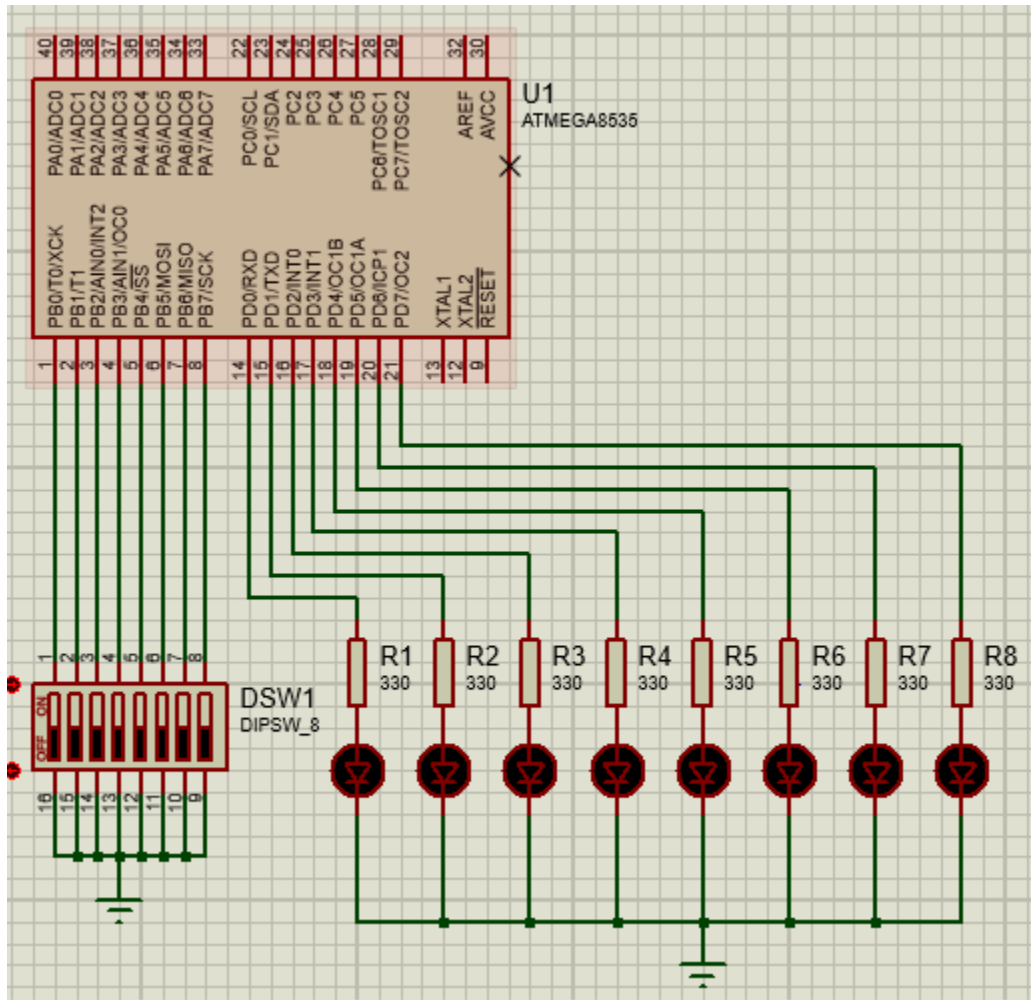 40 39 38 37 36 35 34 33 22 23 24 25 26 27 28 29 32 30
PA0/ADC0
PA1/ADC1
PA2/ADC2
PA3/ADC3
PA4/ADC4
PA5/ADC5
PA6/ADC6
PA7/ADC7
PC0/SCL
PC1/SDA
PC2
PC3
PC4
PC5
PC6/TOSC1
PC7/TOSC2
AREF
AVCC
U1
ATMEGA8535
PB0/T0/XCK
PB1/T1
PB2/AIN0/INT2
PB3/AIN1/OC0
PB4/SS
PB5/MOSI
PB6/MISO
PB7/SCK
PD0/RXD
PD1/TXD
PD2/INT0
PD3/INT1
PD4/OC1B
PD5/OC1A
PD6/ICP1
PD7/OC2
XTAL1
XTAL2
RESET
1 2 3 4 5 6 7 8 14 15 16 17 18 19 20 21 13 12 9
1 2 3 4 5 6 7 8
OFF ON
DSW1
DIPSW_8
16 15 14 13 12 11 10 9
R1 R2 R3 R4 R5 R6 R7 R8
330 330 330 330 330 330 330 330